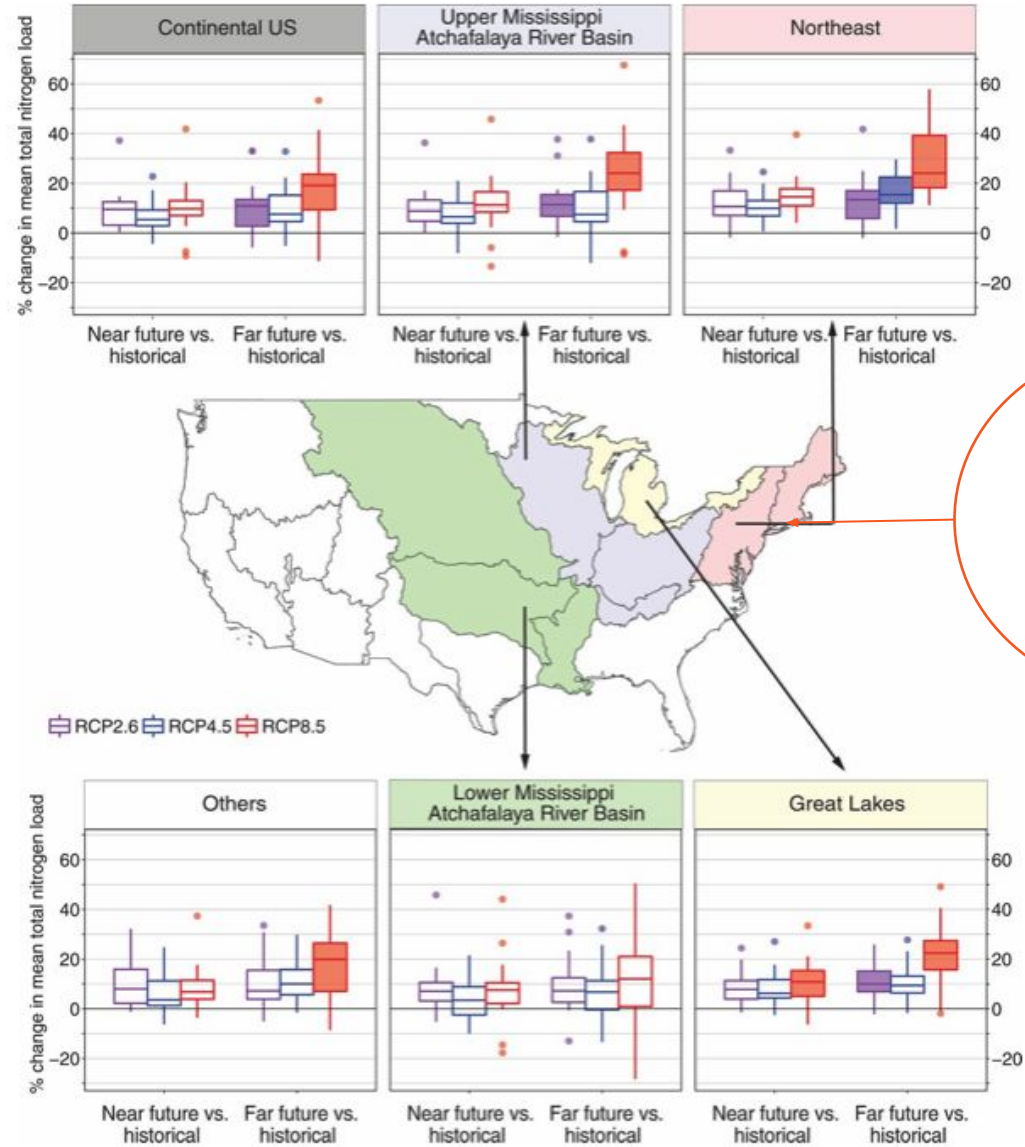 Continental US
Upper Mississippi
Atchafalaya River Basin
Northeast
% change in mean total nitrogen load
60
40
20
0
−20
60
40
20
0
−20
Near future vs.
historical
Far future vs.
historical
Near future vs.
historical
Far future vs.
historical
Near future vs.
historical
Far future vs.
historical
RCP2.6 RCP4.5 RCP8.5
Others
Lower Mississippi
Atchafalaya River Basin
Great Lakes
% change in mean total nitrogen load
60
40
20
0
−20
60
40
20
0
−20
Near future vs.
historical
Far future vs.
historical
Near future vs.
historical
Far future vs.
historical
Near future vs.
historical
Far future vs.
historical